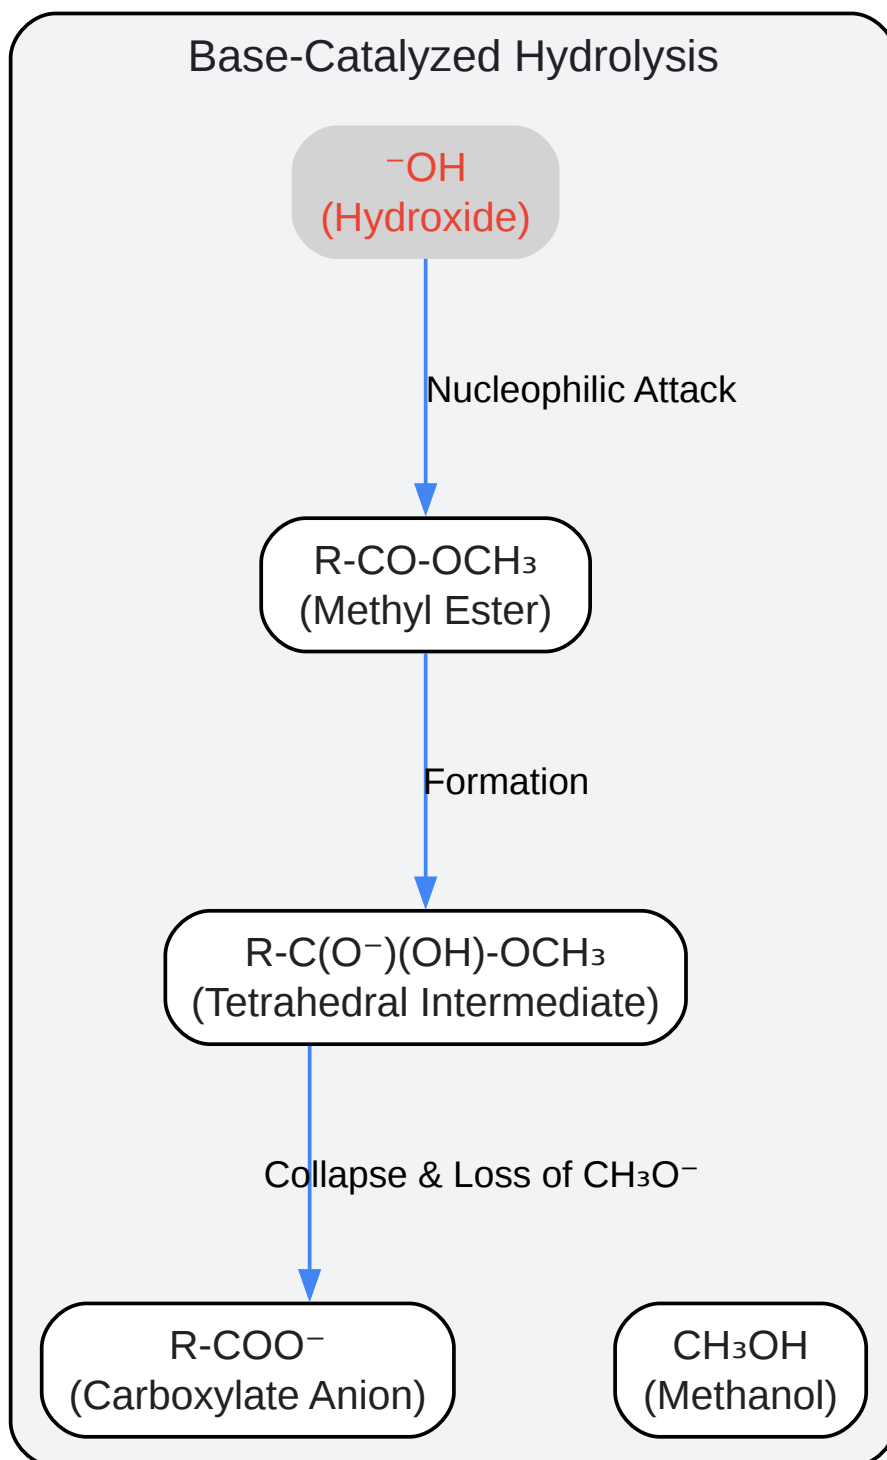 Base-Catalyzed Hydrolysis
⁻OH
(Hydroxide)
Nucleophilic Attack
R-CO-OCH₃
(Methyl Ester)
Formation
R-C(O⁻)(OH)-OCH₃
(Tetrahedral Intermediate)
Collapse & Loss of CH₃O⁻
R-COO⁻
(Carboxylate Anion)
CH₃OH
(Methanol)